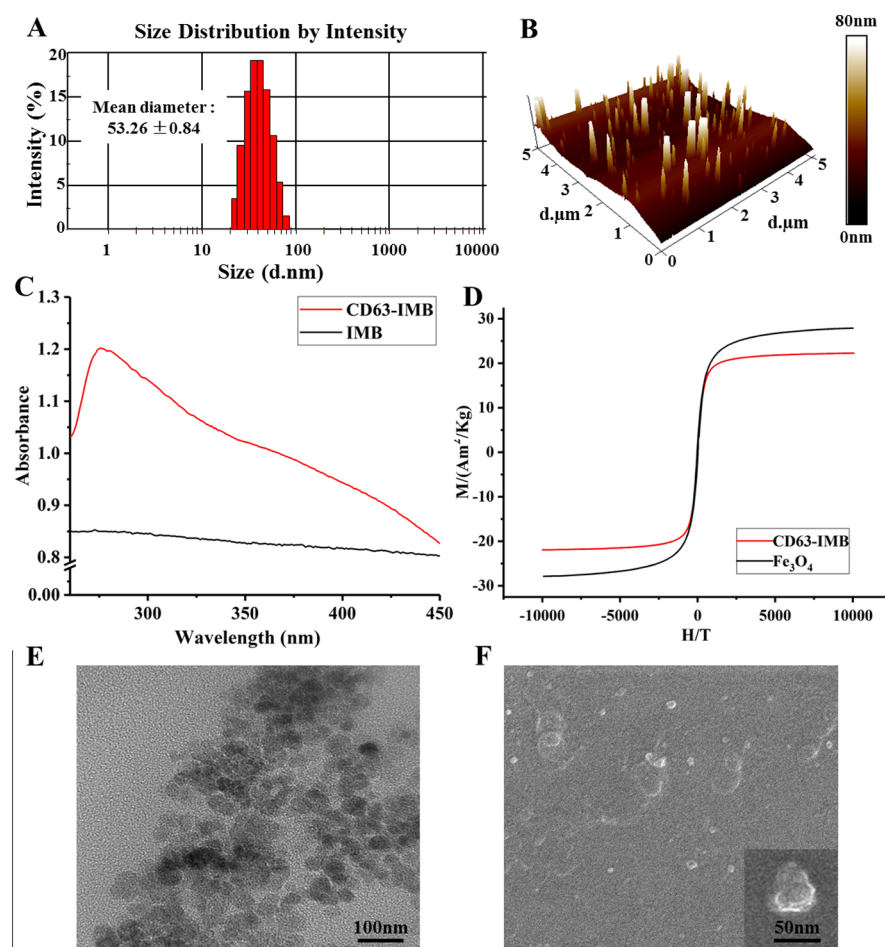 A
Size Distribution by Intensity
20
15
10
5
0
Intensity (%)
Mean diameter :
53.26 ±0.84
1
10
100
1000
10000
Size (d.nm)
B
80nm
0nm
5
4
3
2
1
0
d.μm
0
1
2
3
4
5
d.μm
C
1.3
1.2
1.1
1.0
0.9
0.8
0.00
Absorbance
CD63-IMB
IMB
300
350
400
450
Wavelength (nm)
D
30
20
10
0
-10
-20
-30
M/(Am²/Kg)
CD63-IMB
Fe₃O₄
-10000
-5000
0
5000
10000
H/T
E
100nm
F
50nm